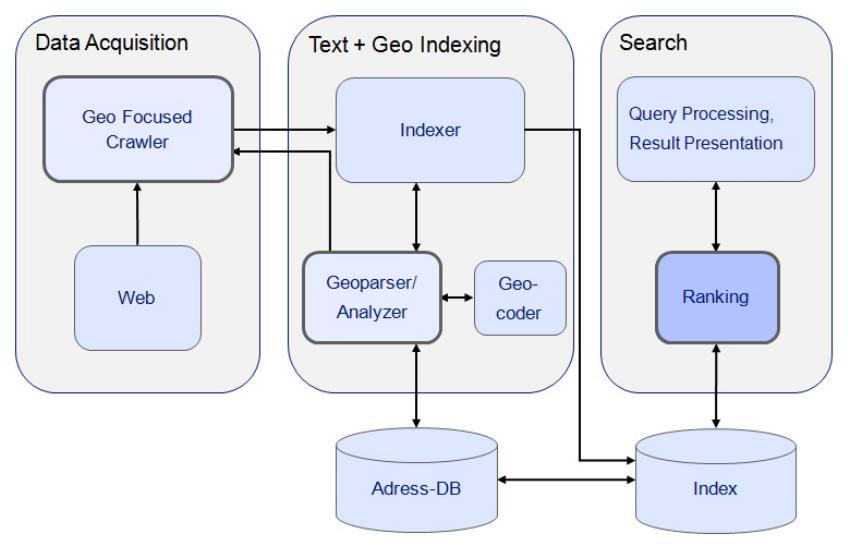 Data Acquisition
Geo Focused
Crawler
Web
Text + Geo Indexing
Indexer
Geoparser/
Analyzer
Geo-
coder
Search
Query Processing,
Result Presentation
Ranking
Adress-DB
Index